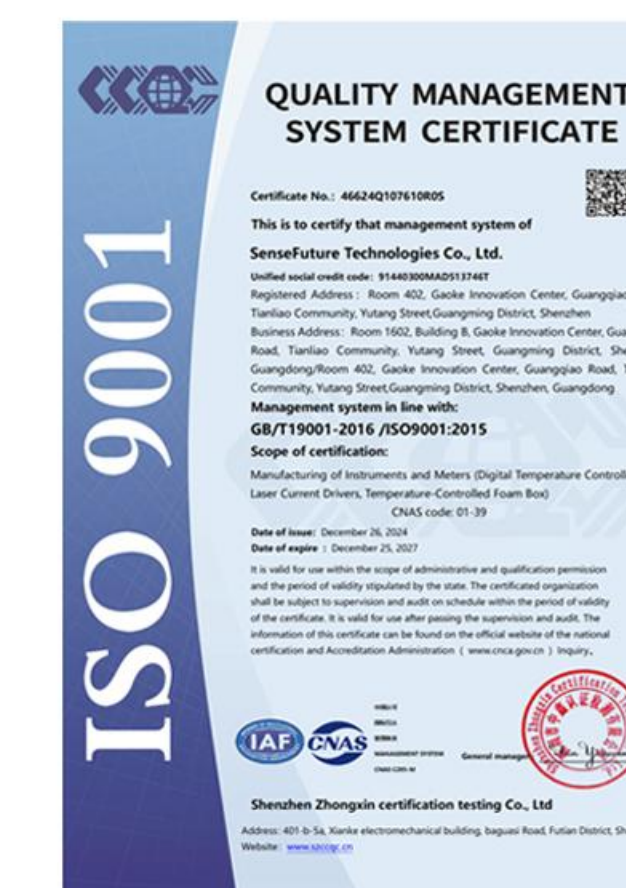 CCQC
QUALITY MANAGEMENT
SYSTEM CERTIFICATE
ISO 9001
Certificate No.: 46624Q107610R0S
This is to certify that management system of
SenseFuture Technologies Co., Ltd.
Unified social credit code: 91440300MAD513746T
Registered Address: Room 402, Gaoke Innovation Center, Guangqiao
Tianliao Community, Yutang Street,Guangming District, Shenzhen
Business Address: Room 1602, Building B, Gaoke Innovation Center, Gua
Road, Tianliao Community, Yutang Street, Guangming District, She
Guangdong/Room 402, Gaoke Innovation Center, Guangqiao Road,
Community, Yutang Street,Guangming District, Shenzhen, Guangdong
Management system in line with:
GB/T19001-2016 /ISO9001:2015
Scope of certification:
Manufacturing of Instruments and Meters (Digital Temperature Controll
Laser Current Drivers, Temperature-Controlled Foam Box)
CNAS code: 01-39
Date of issue: December 26, 2024
Date of expire : December 25, 2027
It is valid for use within the scope of administrative and qualification permission
and the period of validity stipulated by the state. The certificated organization
shall be subject to supervision and audit on schedule within the period of validity
of the certificate. It is valid for use after passing the supervision and audit. The
information of this certificate can be found on the official website of the national
certification and Accreditation Administration ( www.cnca.gov.cn ) Inquiry.
IAF
CNAS
MANAGEMENT SYSTEM
General manager
Shenzhen Zhongxin certification testing Co., Ltd
Address: 401-b-5a, Xianke electromechanical building, baguasi Road, Futian District, Sh
Website: www.szccqc.cn